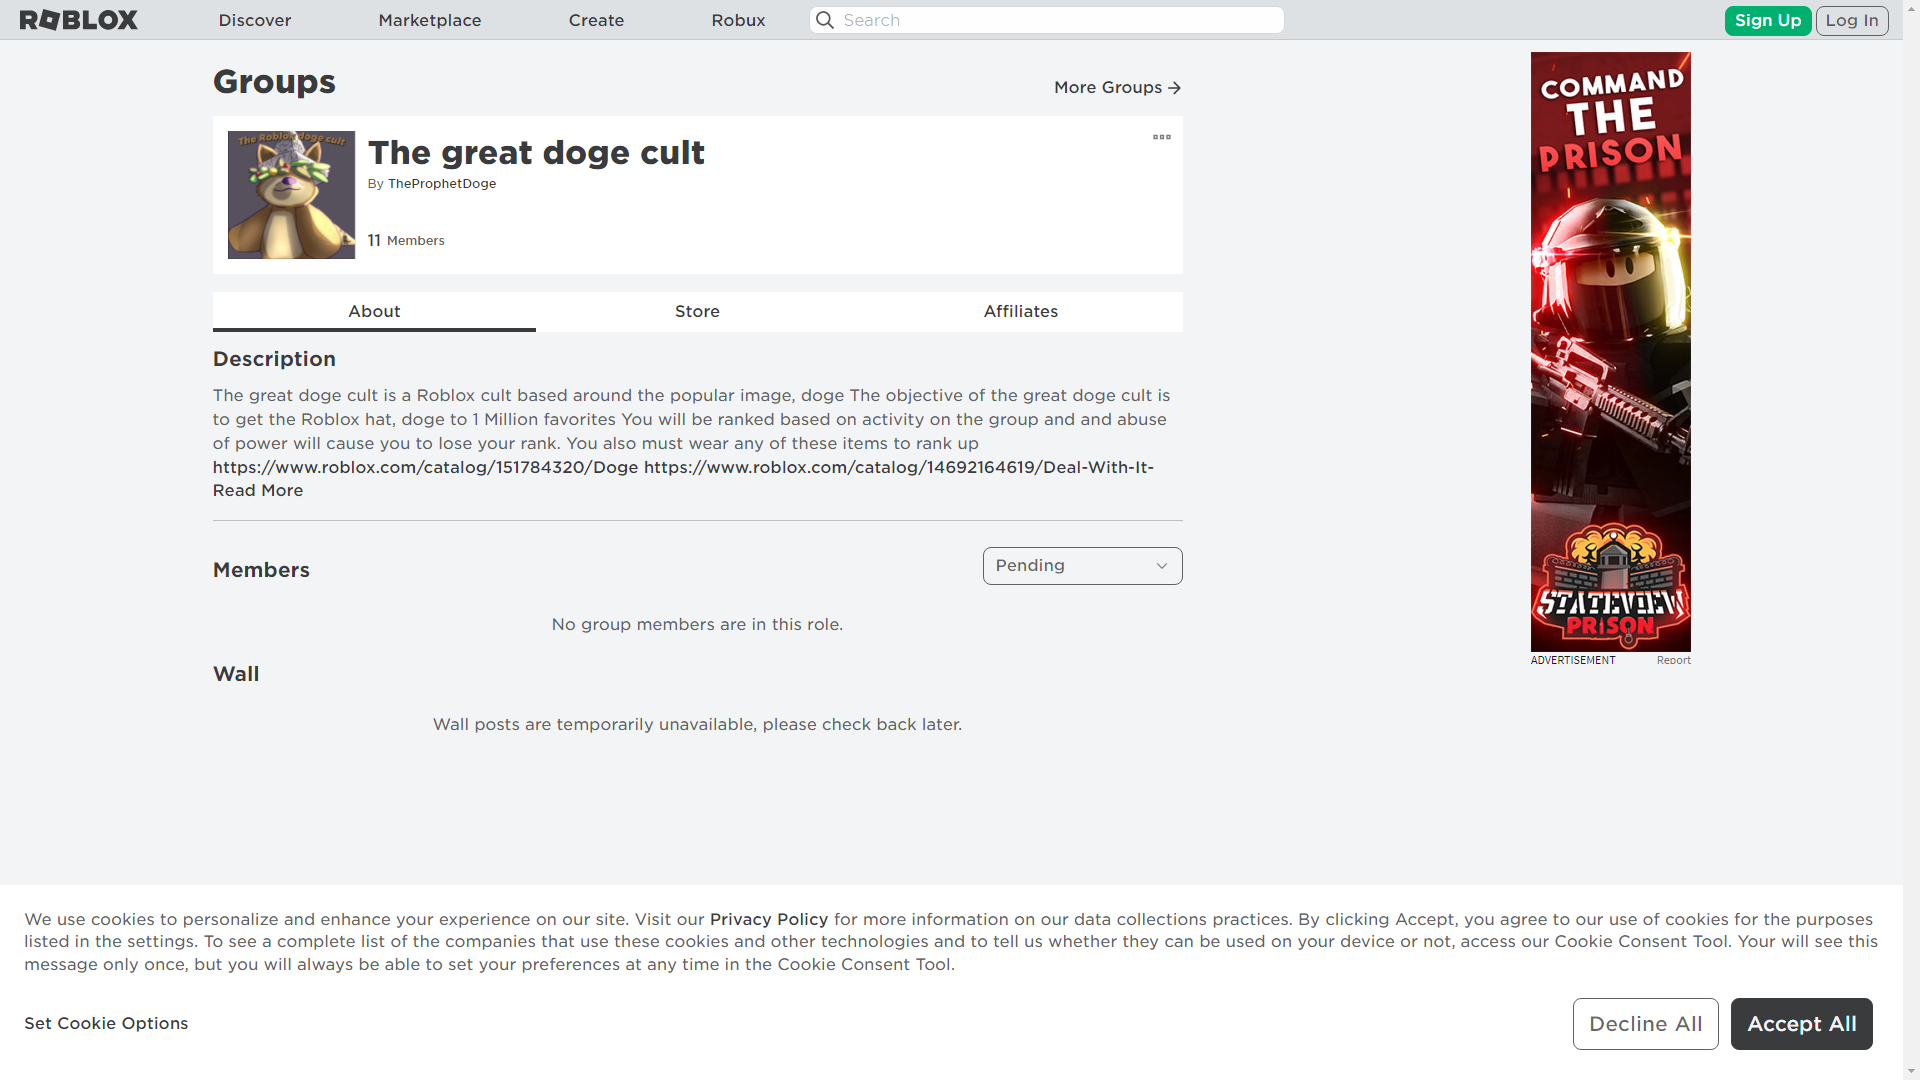 ROBLOX
Discover
Marketplace
Create
Robux
Search
Sign Up
Log In
Groups
More Groups
The Roblox doge cult
The great doge cult
By TheProphetDoge
11 Members
About
Store
Affiliates
Description
The great doge cult is a Roblox cult based around the popular image, doge The objective of the great doge cult is
to get the Roblox hat, doge to 1 Million favorites You will be ranked based on activity on the group and and abuse
of power will cause you to lose your rank. You also must wear any of these items to rank up
https://www.roblox.com/catalog/151784320/Doge https://www.roblox.com/catalog/14692164619/Deal-With-It-
Read More
Members
Pending
No group members are in this role.
Wall
Wall posts are temporarily unavailable, please check back later.
COMMAND
THE
PRISON
STATEVIEW
PRISON
ADVERTISEMENT
Report
We use cookies to personalize and enhance your experience on our site. Visit our Privacy Policy for more information on our data collections practices. By clicking Accept, you agree to our use of cookies for the purposes
listed in the settings. To see a complete list of the companies that use these cookies and other technologies and to tell us whether they can be used on your device or not, access our Cookie Consent Tool. Your will see this
message only once, but you will always be able to set your preferences at any time in the Cookie Consent Tool.
Set Cookie Options
Decline All
Accept All